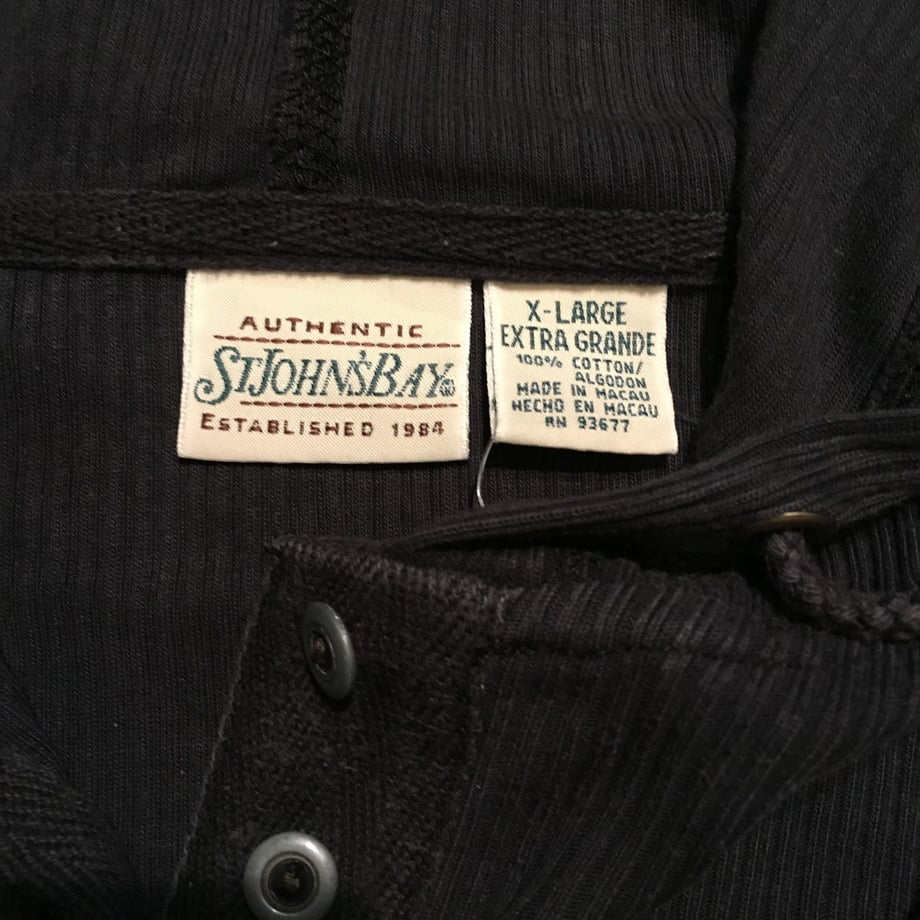 AUTHENTIC
ST JOHN'S BAY
ESTABLISHED 1984
X-LARGE
EXTRA GRANDE
100% COTTON/
ALGODON
MADE IN MACAU
HECHO EN MACAU
RN 93677